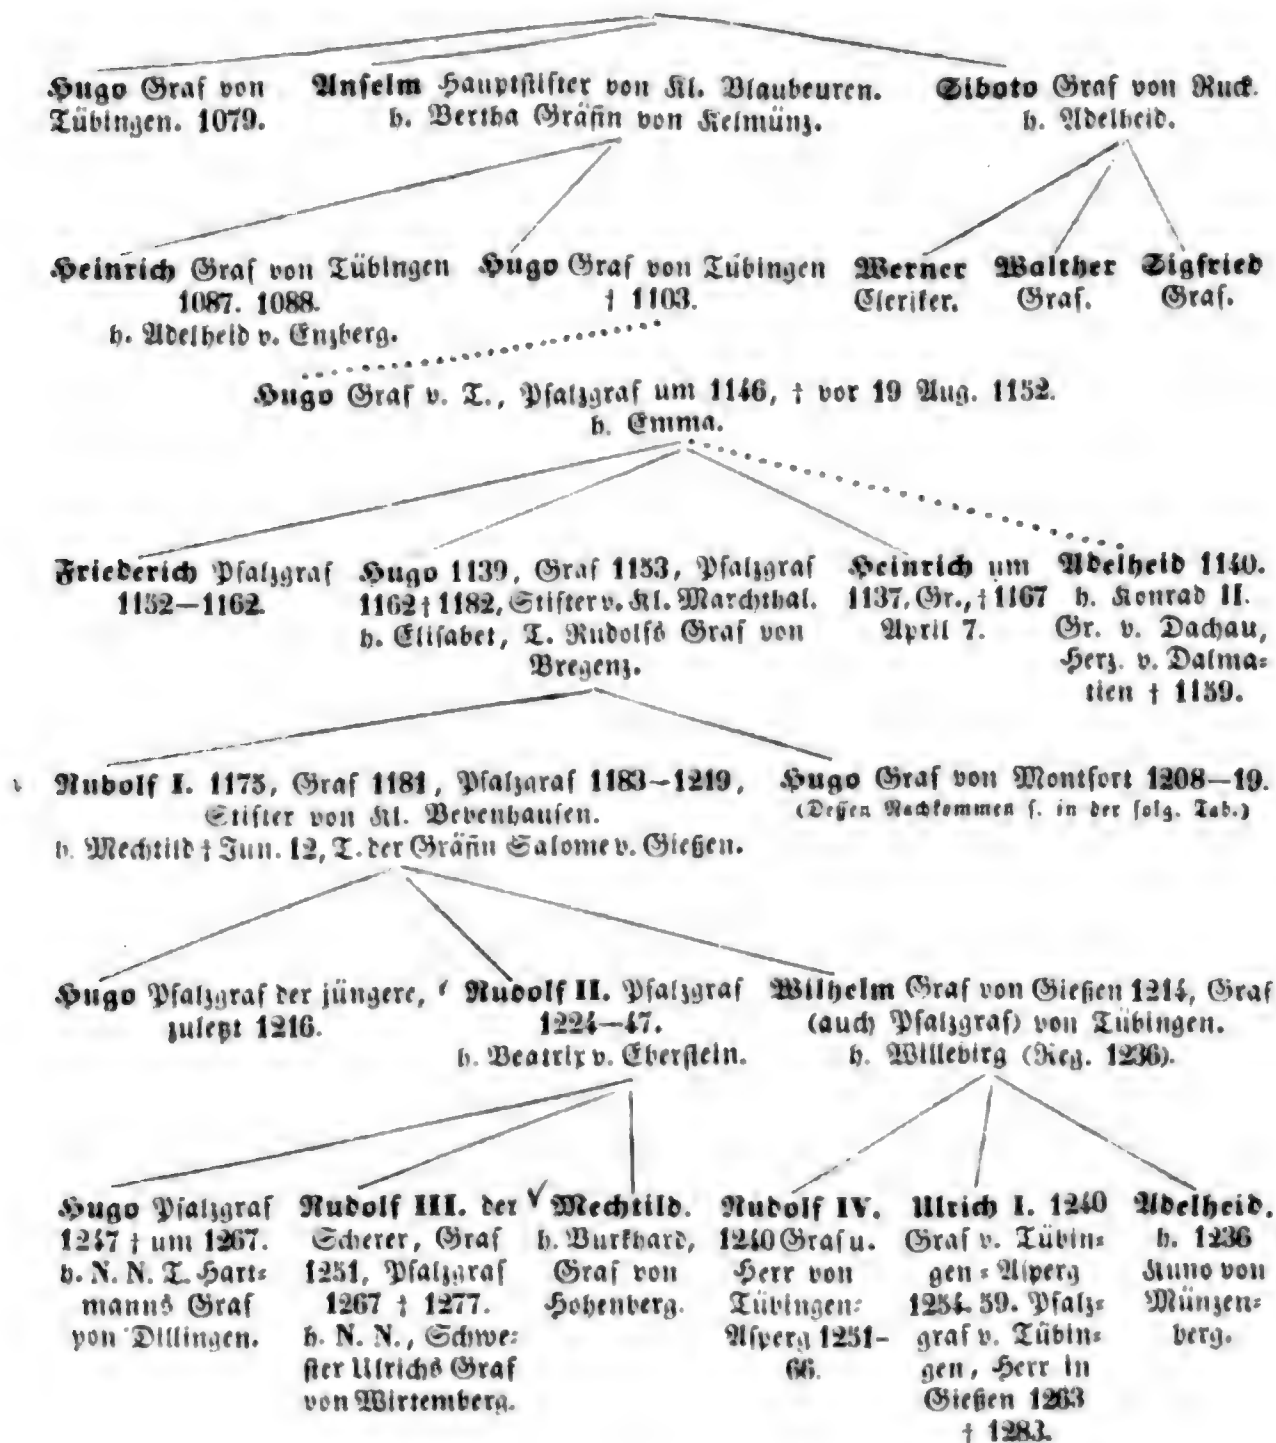 Hugo Graf von
Tübingen. 1079.
Anselm Hauptstifter von Kl. Blaubeuren.
h. Bertha Gräfin von Kelmünz.
Siboto Graf von Ruck.
h. Adelheid.
Heinrich Graf von Tübingen
1087. 1088.
h. Adelheid v. Enzberg.
Hugo Graf von Tübingen
† 1103.
Werner
Cleriker.
Walther
Graf.
Sigfried
Graf.
Hugo Graf v. T., Pfalzgraf um 1146, † vor 19 Aug. 1152.
h. Emma.
Friederich Pfalzgraf
1152—1162.
Hugo 1139, Graf 1153, Pfalzgraf
1162 † 1182, Stifter v. Kl. Marchthal.
h. Elisabet, T. Rudolfs Graf von
Bregenz.
Heinrich um
1137, Gr., † 1167
April 7.
Adelheid 1140.
h. Konrad II.
Gr. v. Dachau,
Herz. v. Dalma-
tien † 1159.
Rudolf I. 1175, Graf 1181, Pfalzgraf 1183—1219,
Stifter von Kl. Bebenhausen.
h. Mechtild † Jun. 12, T. der Gräfin Salome v. Gießen.
Hugo Graf von Montfort 1208—19.
(Deßen Nachkommen s. in der folg. Tab.)
Hugo Pfalzgraf der jüngere,
zuletzt 1216.
Rudolf II. Pfalzgraf
1224—47.
h. Beatrix v. Eberstein.
Wilhelm Graf von Gießen 1214, Graf
(auch Pfalzgraf) von Tübingen.
h. Willebirg (Reg. 1236).
Hugo Pfalzgraf
1247 † um 1267.
h. N. N. T. Hart-
manns Graf
von Dillingen.
Rudolf III. der
Scherer, Graf
1251, Pfalzgraf
1267 † 1277.
h. N. N., Schwe-
ster Ulrichs Graf
von Wirtemberg.
Mechtild.
h. Burkhard,
Graf von
Hohenberg.
Rudolf IV.
1240 Graf u.
Herr von
Tübingen-
Asperg 1251-
66.
Ulrich I. 1240
Graf v. Tübin-
gen-Asperg
1254. 59. Pfalz-
graf v. Tübin-
gen, Herr in
Gießen 1263
† 1283.
Adelheid.
h. 1236
Kuno von
Münzen-
berg.